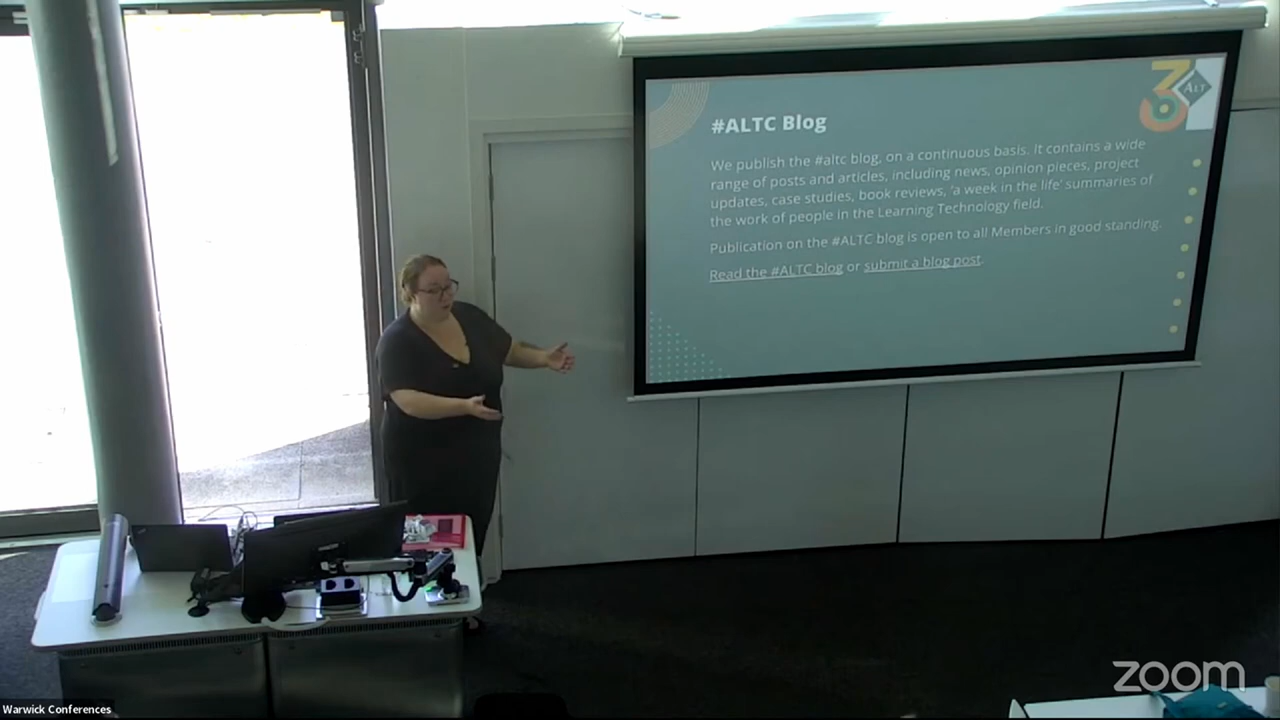 #ALTC Blog
We publish the #altc blog, on a continuous basis. It contains a wide
range of posts and articles, including news, opinion pieces, project
updates, case studies, book reviews, ‘a week in the life’ summaries of
the work of people in the Learning Technology field.
Publication on the #ALTC blog is open to all Members in good standing.
Read the #ALTC blog or submit a blog post.
3
ALT
zoom
Warwick Conferences